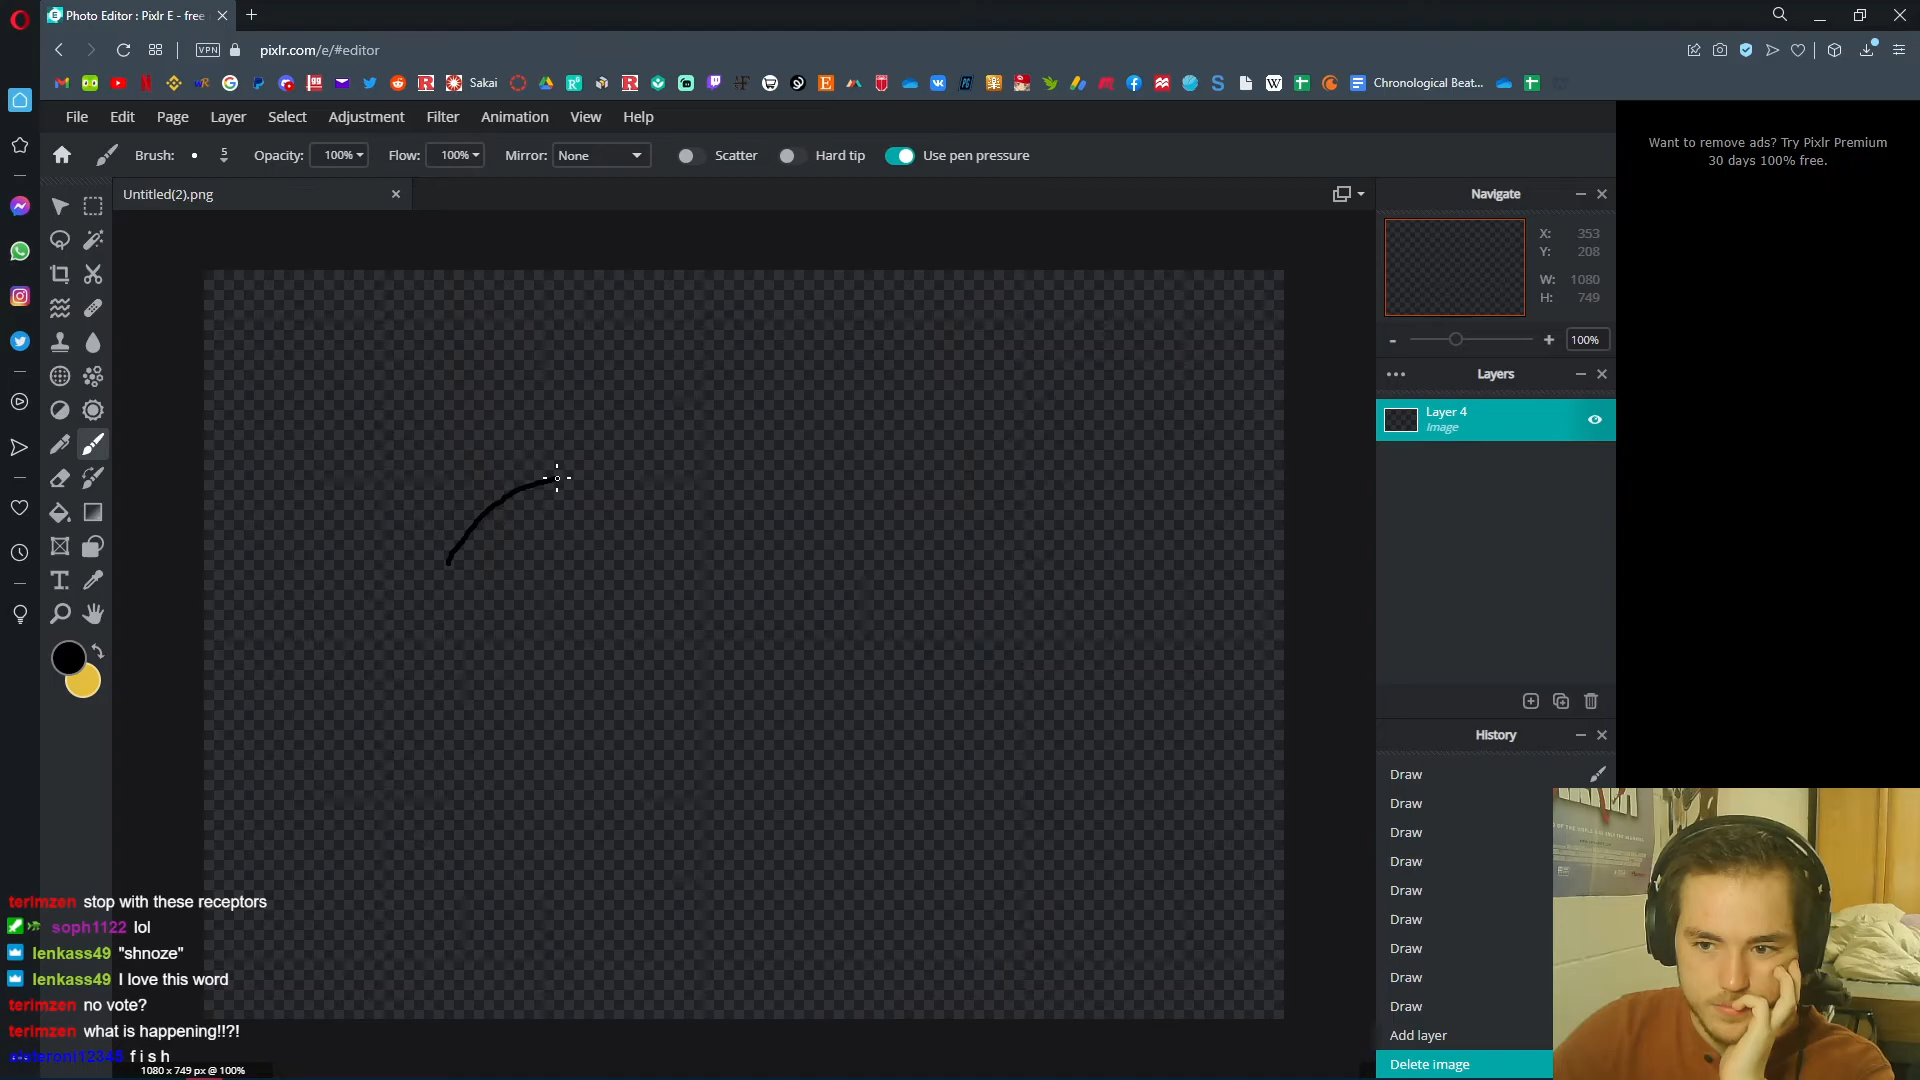 Photo Editor : Pixlr E - free
VPN
pixlr.com/e/#editor
Sakai
Chronological Beat...
File Edit Page Layer Select Adjustment Filter Animation View Help
Brush: 5 Opacity: 100% Flow: 100% Mirror: None Scatter Hard tip Use pen pressure
Want to remove ads? Try Pixlr Premium
30 days 100% free.
Untitled(2).png
Navigate
X: 353
Y: 208
W: 1080
H: 749
100%
Layers
Layer 4
Image
History
Draw
Draw
Draw
Draw
Draw
Draw
Draw
Draw
Draw
Add layer
Delete image
terimzen stop with these receptors
soph1122 lol
lenkass49 "shnoze"
lenkass49 I love this word
terimzen no vote?
terimzen what is happening!!?!
f i s h
1080 x 749 px @ 100%